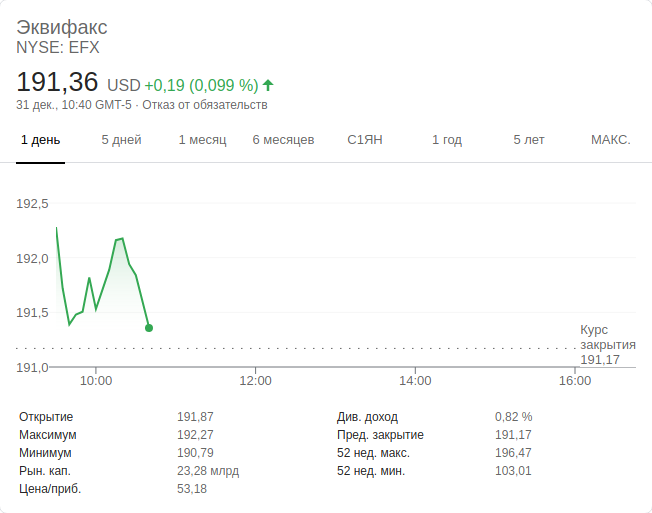 Эквифакс
NYSE: EFX
191,36 USD +0,19 (0,099 %)
31 дек., 10:40 GMT-5 · Отказ от обязательств
1 день 5 дней 1 месяц 6 месяцев С1ЯН 1 год 5 лет МАКС.
192,5
192,0
191,5
191,0
Курс
закрытия
191,17
10:00 12:00 14:00 16:00
Открытие 191,87 Див. доход 0,82 %
Максимум 192,27 Пред. закрытие 191,17
Минимум 190,79 52 нед. макс. 196,47
Рын. кап. 23,28 млрд 52 нед. мин. 103,01
Цена/приб. 53,18